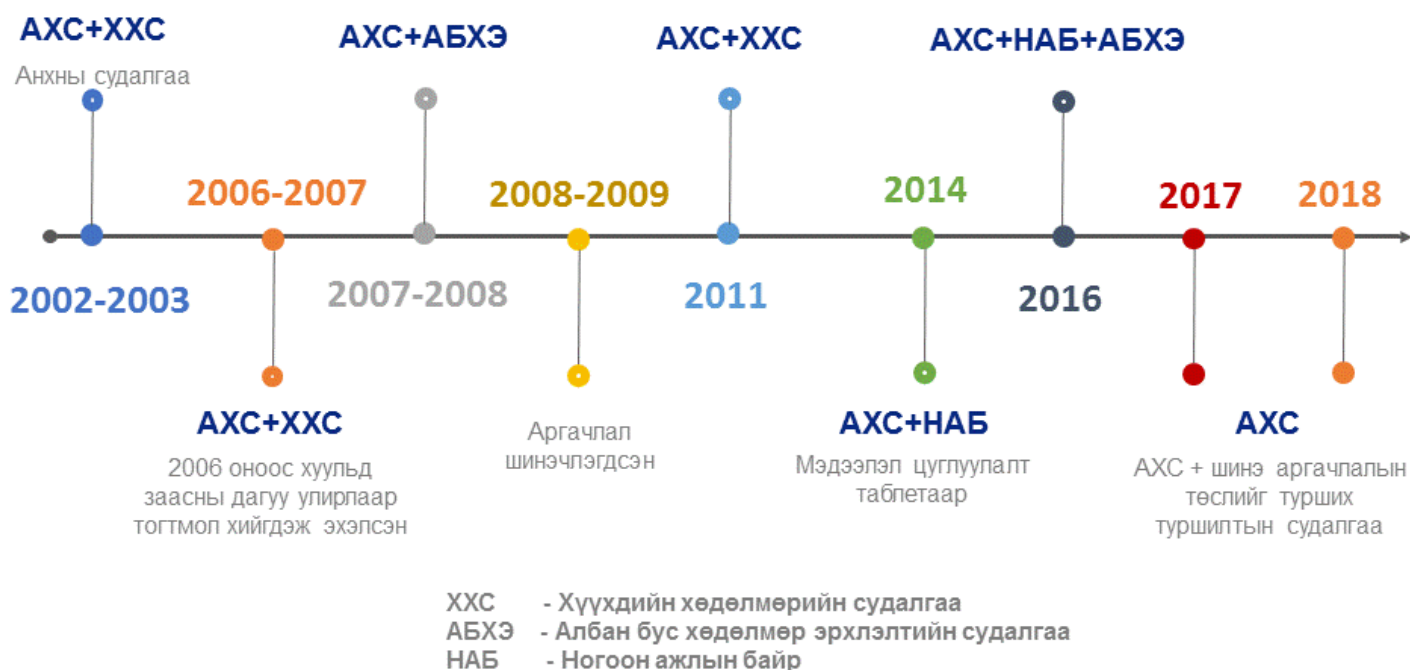 АХС+ХХС
Анхны судалгаа
АХС+АБХЭ
АХС+ХХС
АХС+НАБ+АБХЭ
2006-2007
2008-2009
2014
2017
2018
2002-2003
2007-2008
2011
2016
АХС+ХХС
2006 оноос хуульд
заасны дагуу улирлаар
тогтмол хийгдэж эхэлсэн
Аргачлал
шинэчлэгдсэн
АХС+НАБ
Мэдээлэл цуглуулалт
таблетаар
АХС
АХС + шинэ аргачлалын
төслийг турших
туршилтын судалгаа
ХХС - Хүүхдийн хөдөлмөрийн судалгаа
АБХЭ - Албан бус хөдөлмөр эрхлэлтийн судалгаа
НАБ - Ногоон ажлын байр